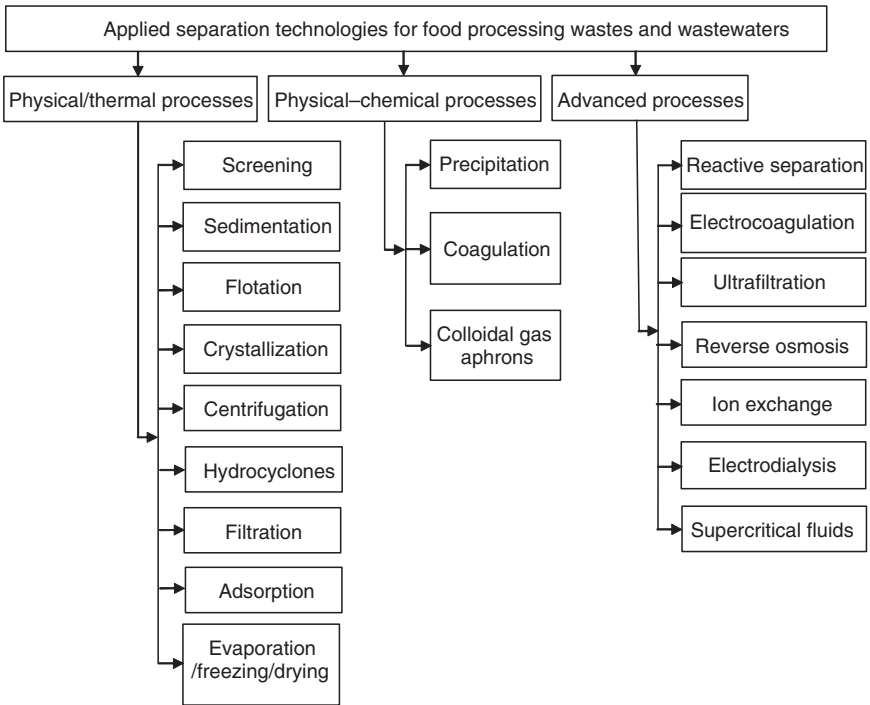 Applied separation technologies for food processing wastes and wastewaters
Physical/thermal processes
Physical–chemical processes
Advanced processes
Screening
Sedimentation
Flotation
Crystallization
Centrifugation
Hydrocyclones
Filtration
Adsorption
Evaporation
/freezing/drying
Precipitation
Coagulation
Colloidal gas
aphrons
Reactive separation
Electrocoagulation
Ultrafiltration
Reverse osmosis
Ion exchange
Electrodialysis
Supercritical fluids